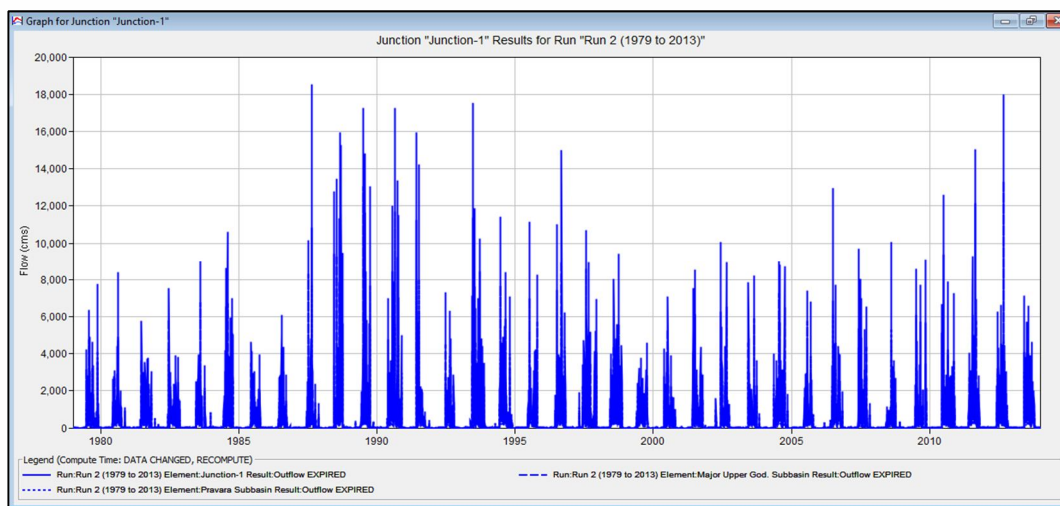 Graph for Junction "Junction-1"
Junction "Junction-1" Results for Run "Run 2 (1979 to 2013)"
20,000
18,000
16,000
14,000
12,000
10,000
8,000
6,000
4,000
2,000
0
Flow (cms)
1980 1985 1990 1995 2000 2005 2010
Legend (Compute Time: DATA CHANGED, RECOMPUTE)
Run:Run 2 (1979 to 2013) Element:Junction-1 Result:Outflow EXPIRED
Run:Run 2 (1979 to 2013) Element:Major Upper God. Subbasin Result:Outflow EXPIRED
Run:Run 2 (1979 to 2013) Element:Pravara Subbasin Result:Outflow EXPIRED